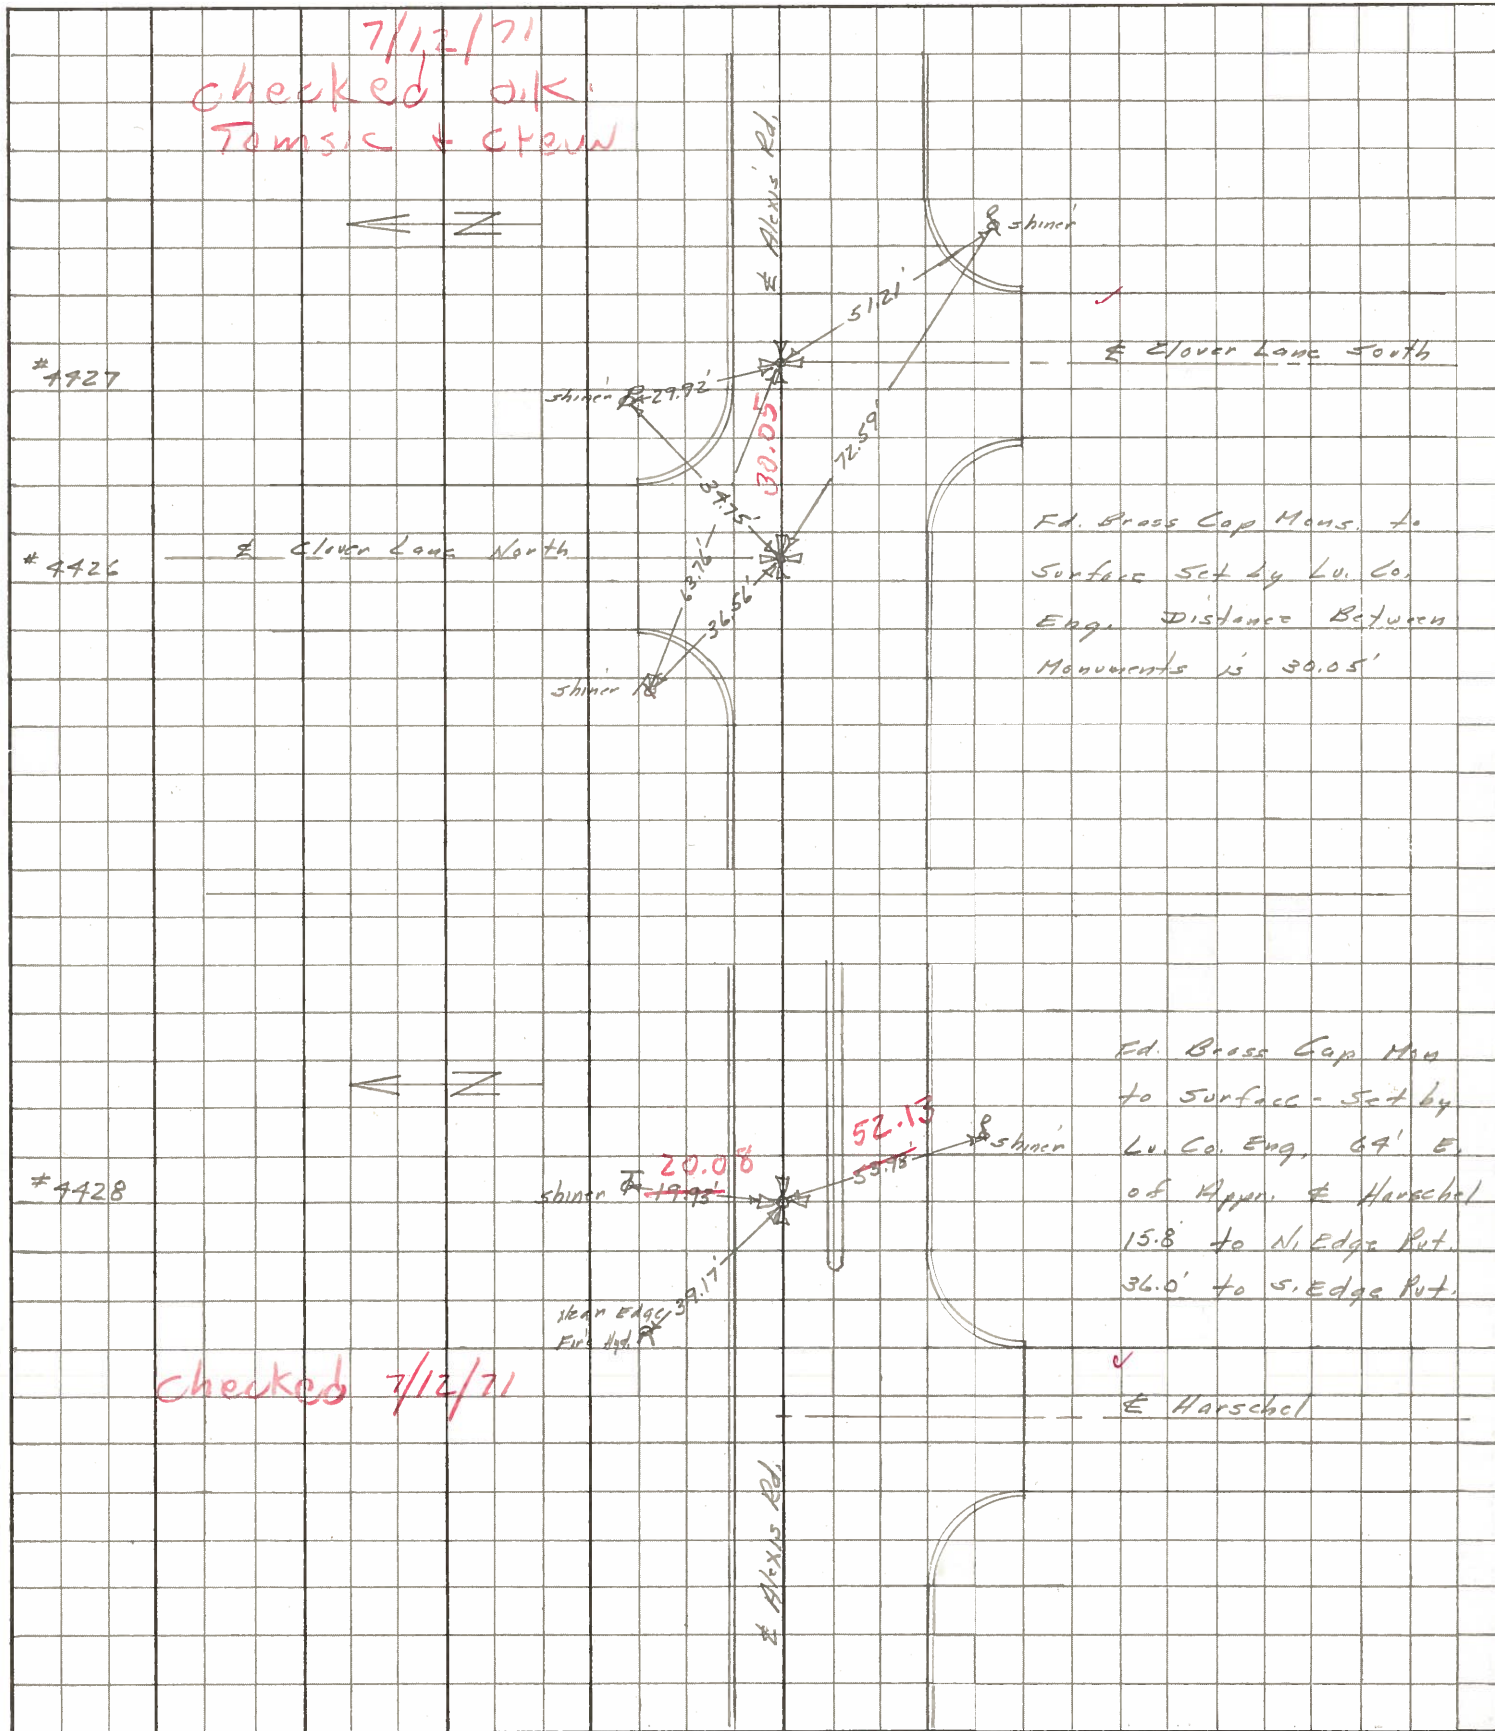 7/12/71
checked o.k.
Tomsic + crew
N
℄ Alexis Rd.
shiner
51.21'
℄ Clover Lane South
#4427
shiner
29.92'
30.05'
72.59'
34.75'
Fd. Brass Cap Mons. to
#4426
℄ Clover Lane North
63.76'
Surface Set by Lu. Co.
36.56'
Eng. Distance Between
Monuments is 30.05'
shiner
Fd. Brass Cap Mon
N
to Surface - Set by
52.13
53.93'
shiner
Lu. Co. Eng. 64' E.
20.08
#4428
shiner
19.93'
of Appr. ℄ Harschel
15.8' to N. Edge Pvt.
36.0' to S. Edge Pvt.
39.17'
Near Edge
Fire Hyd.
checked 7/12/71
℄ Harschel
℄ Alexis Rd.